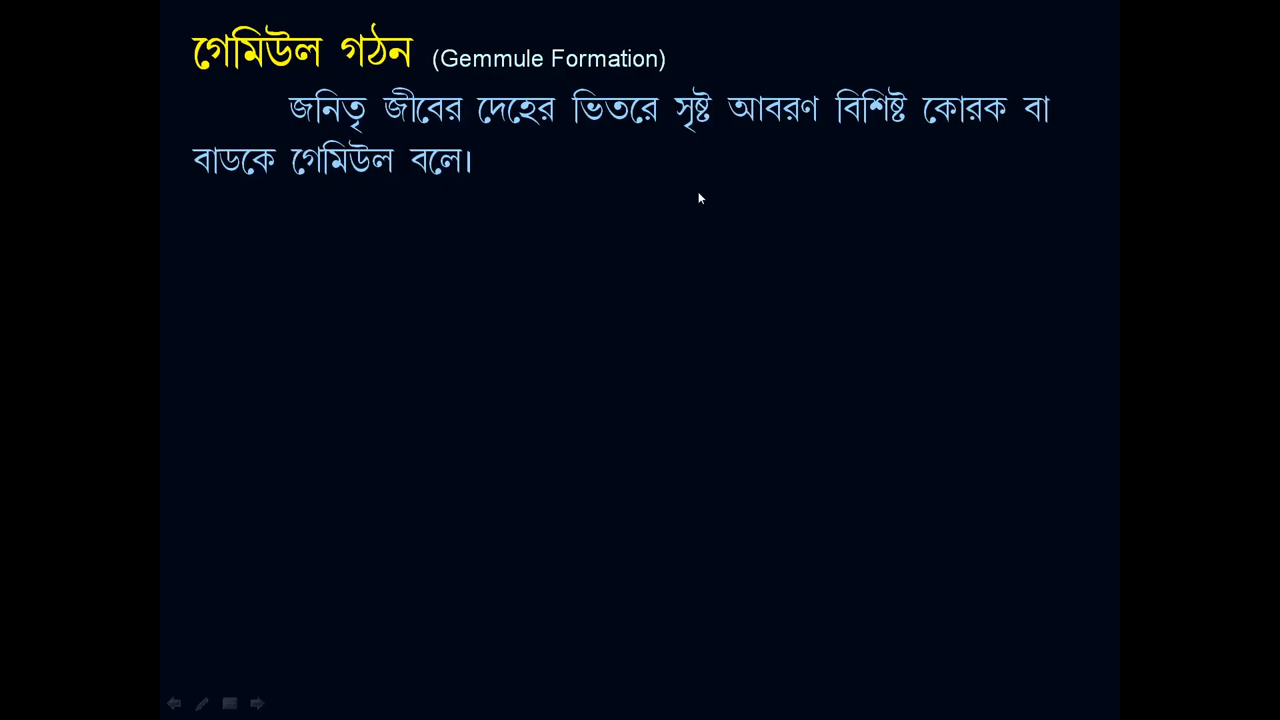 গেমিউল গঠন (Gemmule Formation)
জনিতৃ জীবের দেহের ভিতরে সৃষ্ট আবরণ বিশিষ্ট কোরক বা
বাডকে গেমিউল বলে।